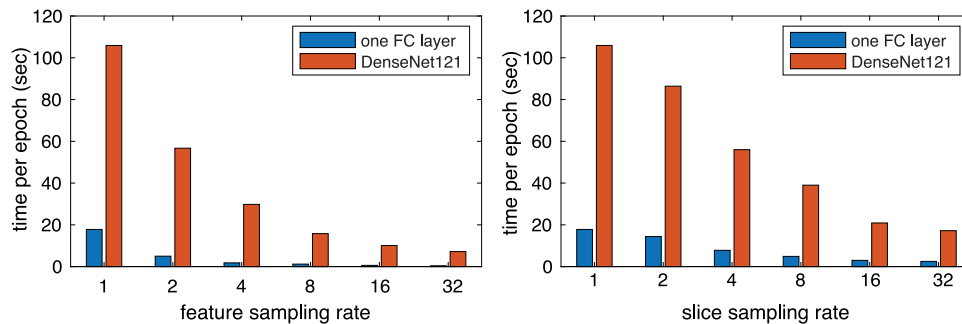 120
100
80
60
40
20
0
time per epoch (sec)
one FC layer
DenseNet121
1 2 4 8 16 32
feature sampling rate
120
100
80
60
40
20
0
time per epoch (sec)
one FC layer
DenseNet121
1 2 4 8 16 32
slice sampling rate